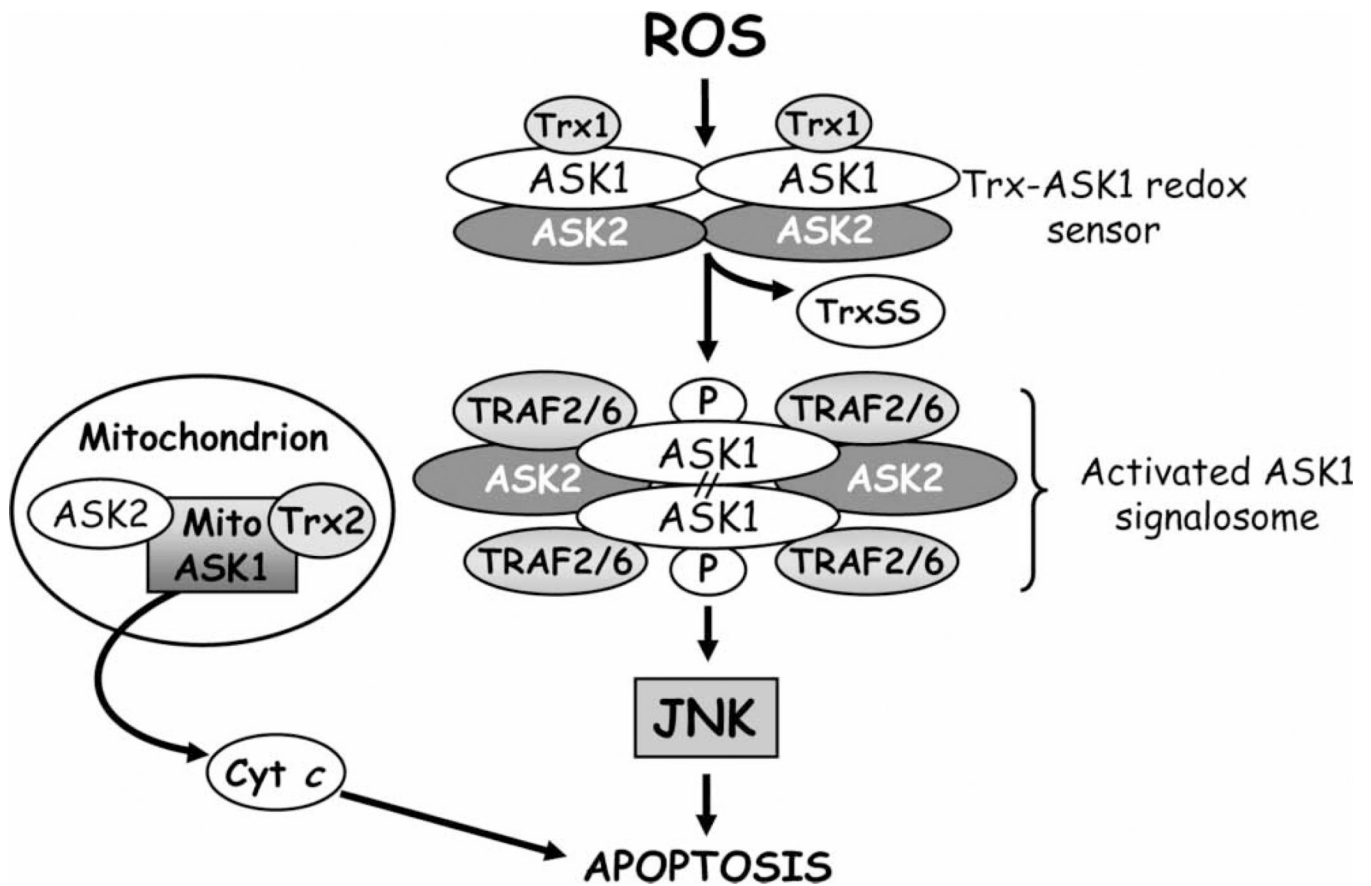 ROS
Trx1
Trx1
ASK1
ASK1
ASK2
ASK2
Trx-ASK1 redox
sensor
TrxSS
TRAF2/6
P
TRAF2/6
ASK1
ASK2
ASK2
//
ASK1
TRAF2/6
P
TRAF2/6
Activated ASK1
signalosome
Mitochondrion
ASK2
Mito
ASK1
Trx2
JNK
Cyt c
APOPTOSIS